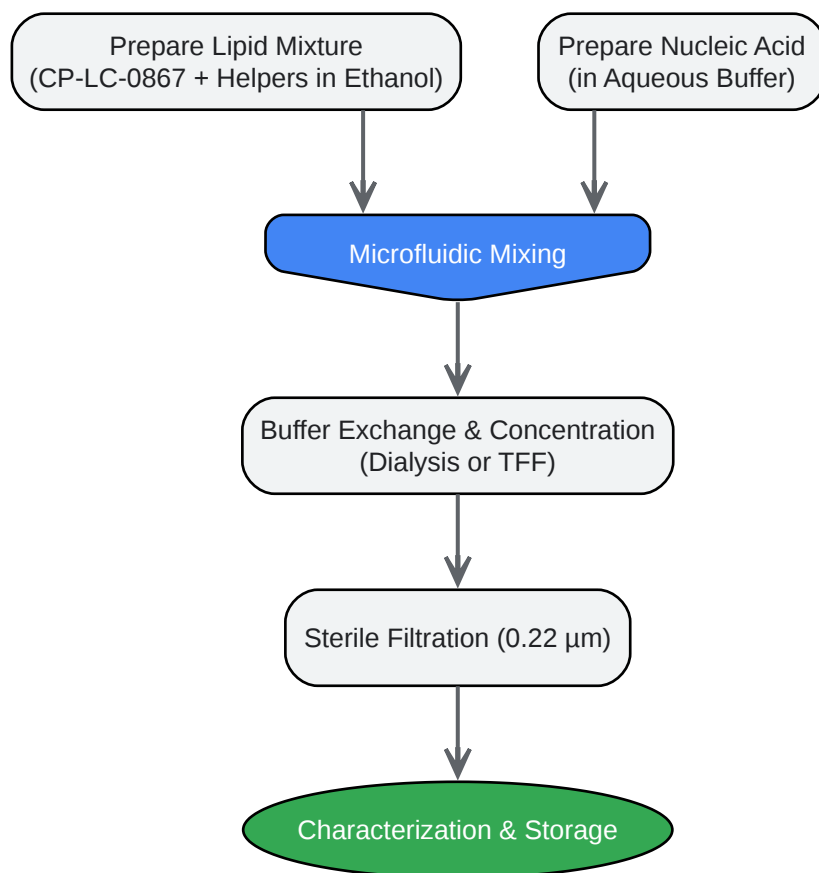 Prepare Lipid Mixture
(CP-LC-0867 + Helpers in Ethanol)
Prepare Nucleic Acid
(in Aqueous Buffer)
Microfluidic Mixing
Buffer Exchange & Concentration
(Dialysis or TFF)
Sterile Filtration (0.22 µm)
Characterization & Storage